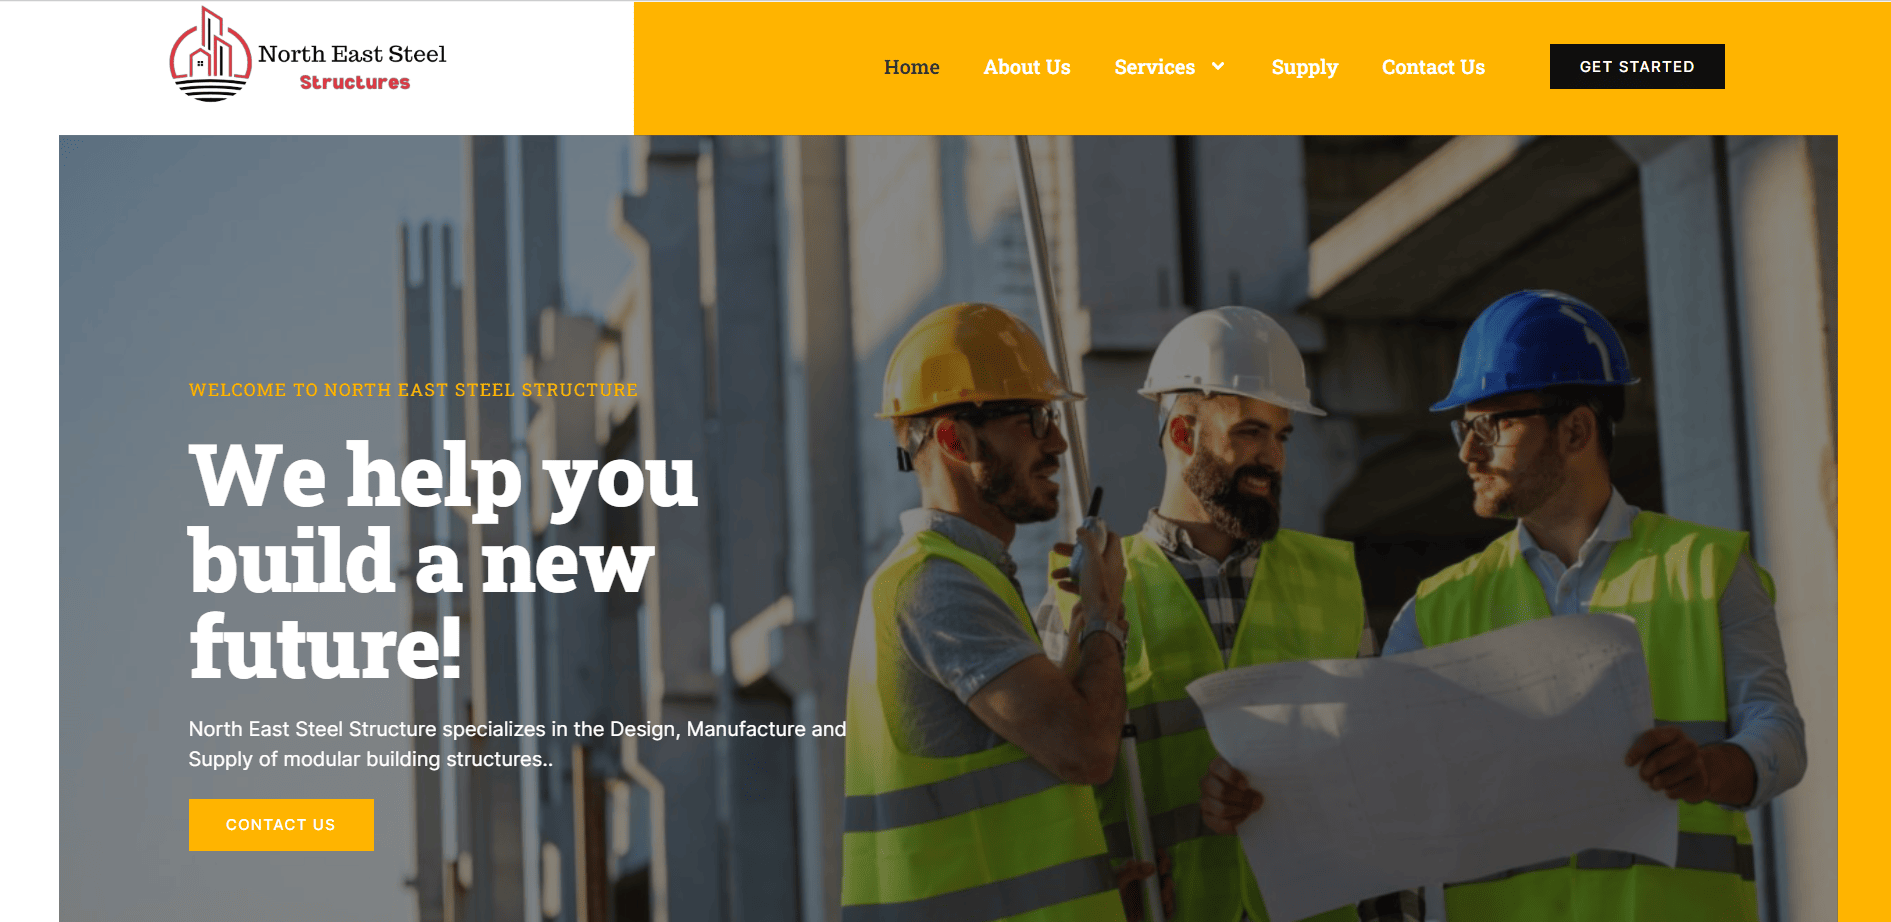 North East Steel
Structures
Home
About Us
Services
Supply
Contact Us
GET STARTED
WELCOME TO NORTH EAST STEEL STRUCTURE
We help you
build a new
future!
North East Steel Structure specializes in the Design, Manufacture and
Supply of modular building structures..
CONTACT US